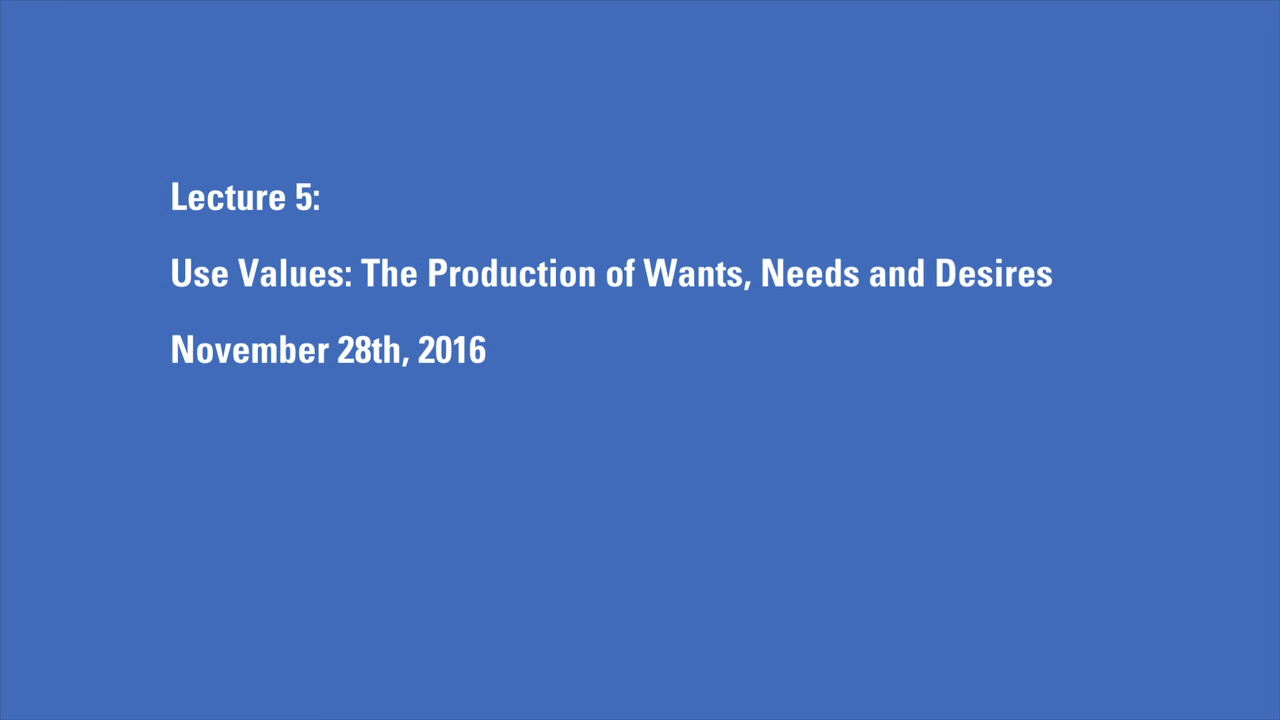 Lecture 5:
Use Values: The Production of Wants, Needs and Desires
November 28th, 2016